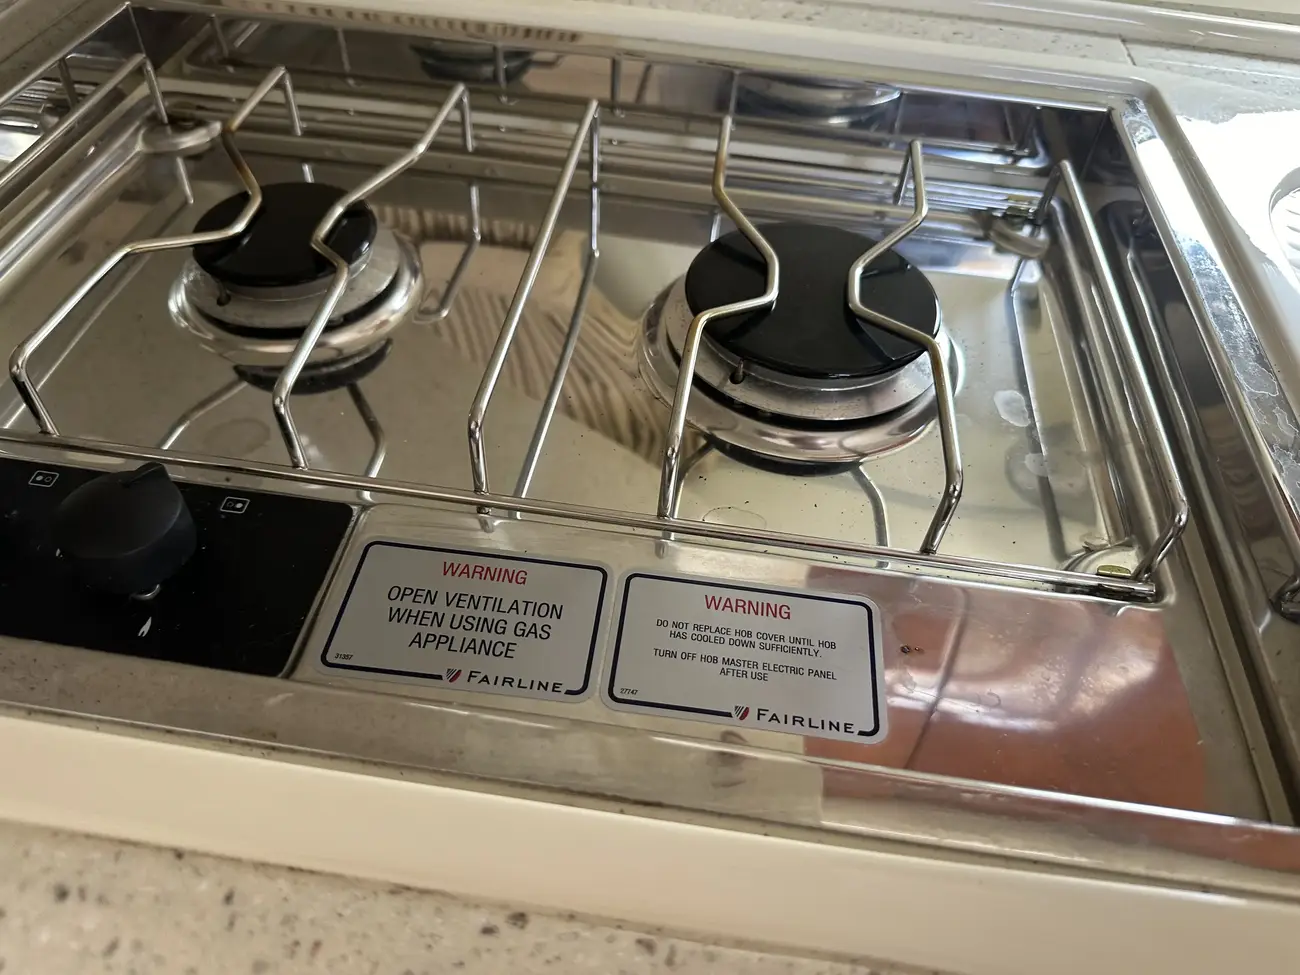 WARNING
OPEN VENTILATION
WHEN USING GAS
APPLIANCE
31357
FAIRLINE
WARNING
DO NOT REPLACE HOB COVER UNTIL HOB
HAS COOLED DOWN SUFFICIENTLY.
TURN OFF HOB MASTER ELECTRIC PANEL
AFTER USE
27747
FAIRLINE